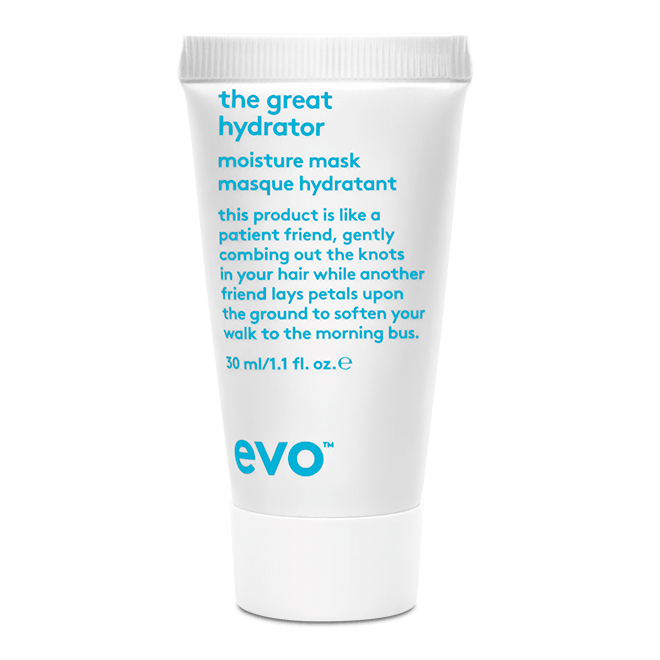 the great
hydrator
moisture mask
masque hydratant
this product is like a
patient friend, gently
combing out the knots
in your hair while another
friend lays petals upon
the ground to soften your
walk to the morning bus.
30 ml/1.1 fl. oz.℮
evo™